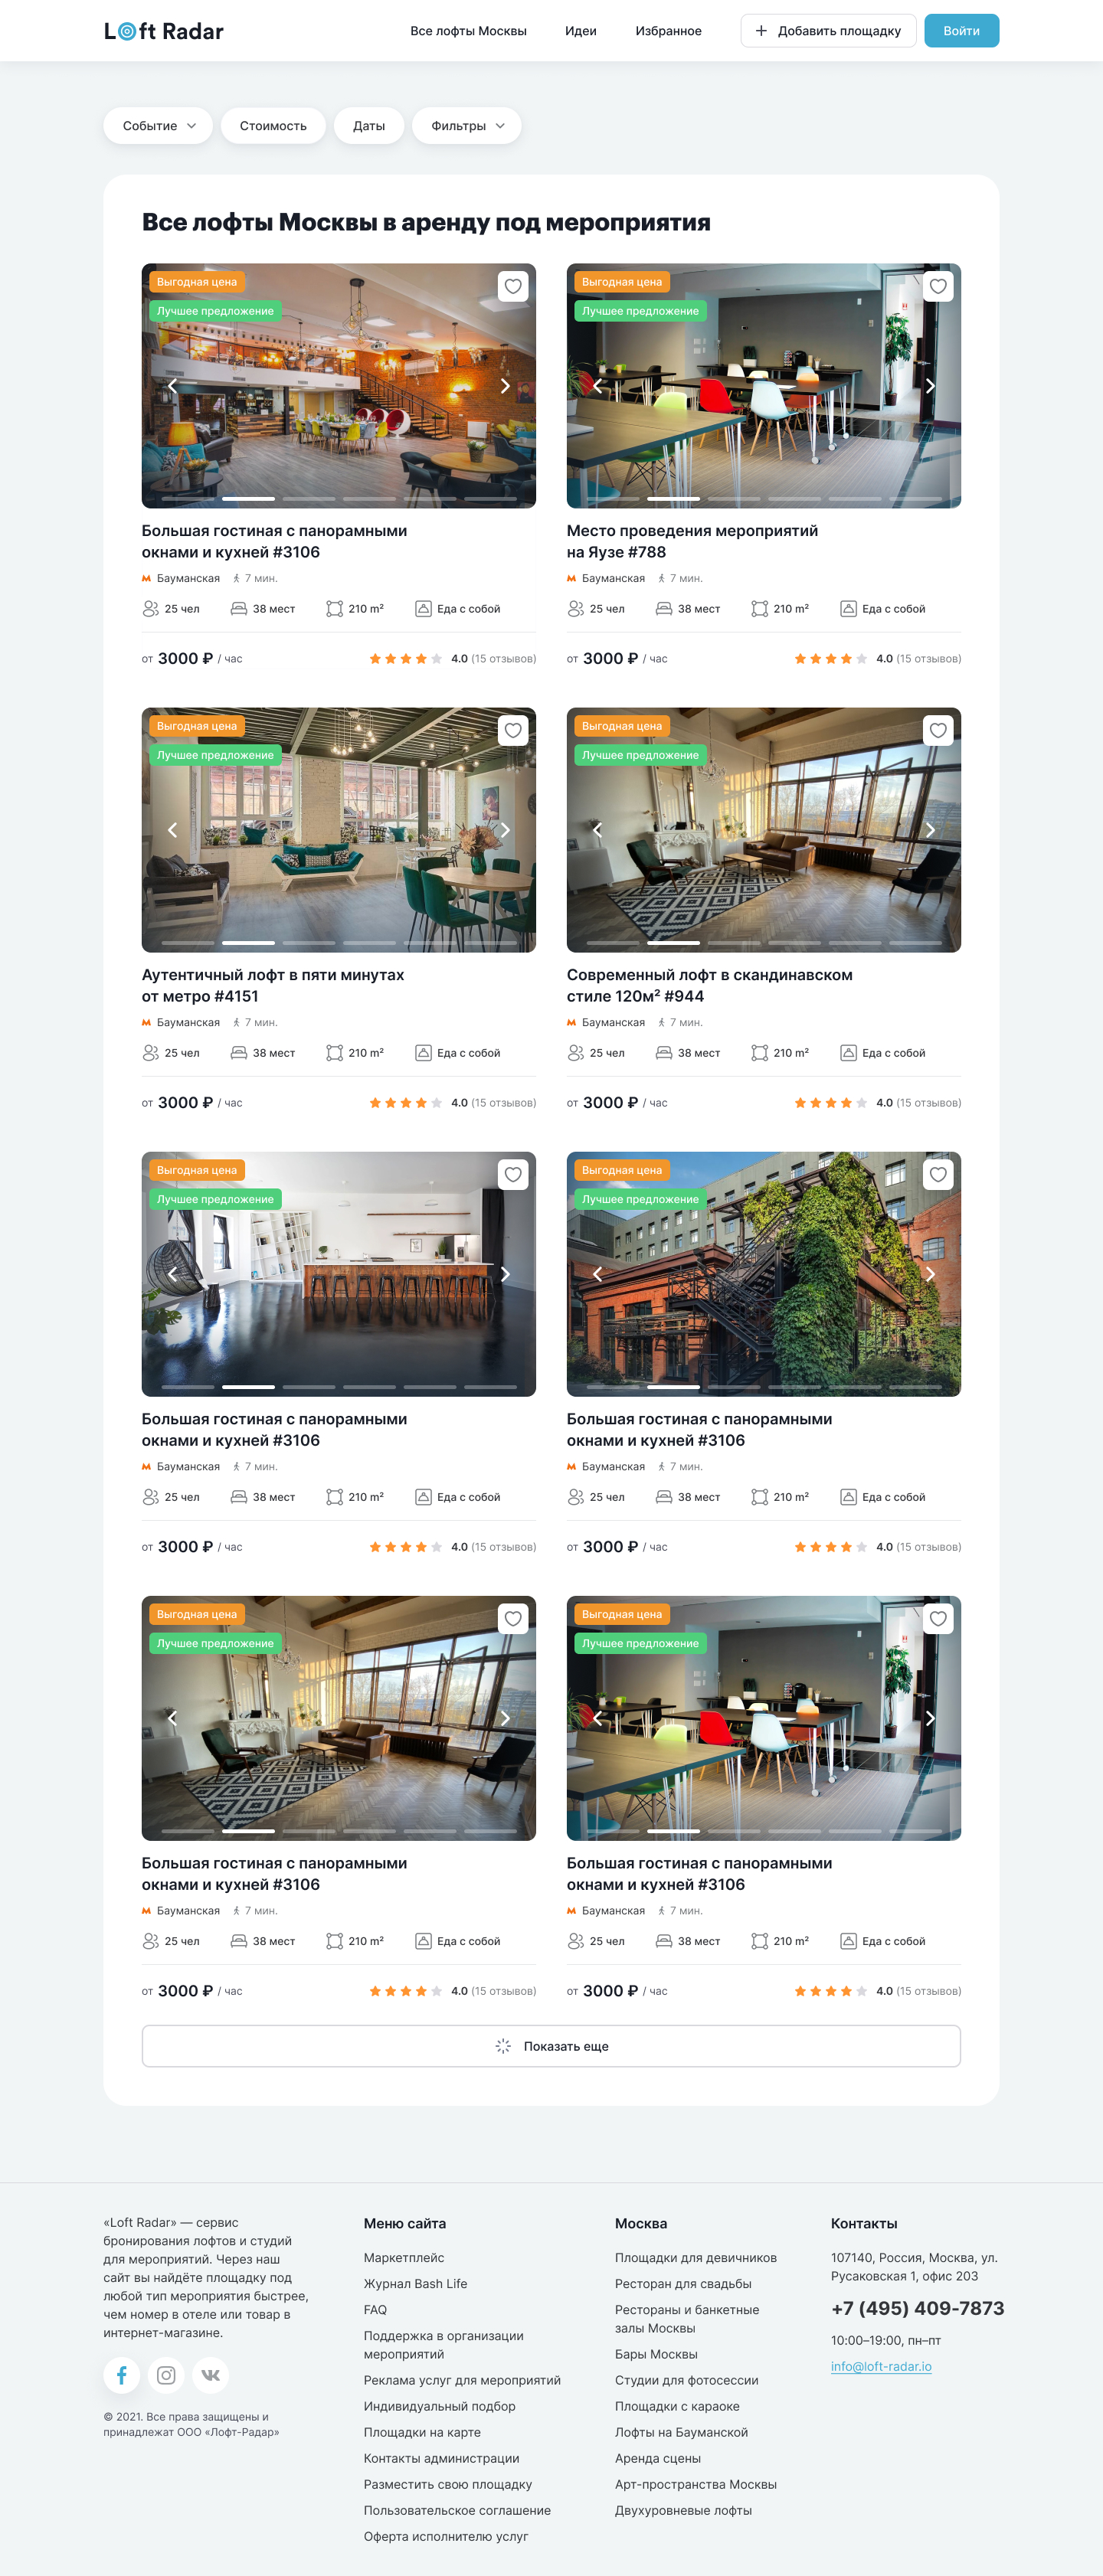 Loft Radar
Все лофты Москвы
Идеи
Избранное
Добавить площадку
Войти
Событие
Стоимость
Даты
Фильтры
Все лофты Москвы в аренду под мероприятия
Выгодная цена
Лучшее предложение
Большая гостиная с панорамными
окнами и кухней #3106
Бауманская 7 мин.
25 чел 38 мест 210 m² Еда с собой
от 3000 ₽ / час 4.0 (15 отзывов)
Выгодная цена
Лучшее предложение
Место проведения мероприятий
на Яузе #788
Бауманская 7 мин.
25 чел 38 мест 210 m² Еда с собой
от 3000 ₽ / час 4.0 (15 отзывов)
Выгодная цена
Лучшее предложение
Аутентичный лофт в пяти минутах
от метро #4151
Бауманская 7 мин.
25 чел 38 мест 210 m² Еда с собой
от 3000 ₽ / час 4.0 (15 отзывов)
Выгодная цена
Лучшее предложение
Современный лофт в скандинавском
стиле 120м² #944
Бауманская 7 мин.
25 чел 38 мест 210 m² Еда с собой
от 3000 ₽ / час 4.0 (15 отзывов)
Выгодная цена
Лучшее предложение
Большая гостиная с панорамными
окнами и кухней #3106
Бауманская 7 мин.
25 чел 38 мест 210 m² Еда с собой
от 3000 ₽ / час 4.0 (15 отзывов)
Выгодная цена
Лучшее предложение
Большая гостиная с панорамными
окнами и кухней #3106
Бауманская 7 мин.
25 чел 38 мест 210 m² Еда с собой
от 3000 ₽ / час 4.0 (15 отзывов)
Выгодная цена
Лучшее предложение
Большая гостиная с панорамными
окнами и кухней #3106
Бауманская 7 мин.
25 чел 38 мест 210 m² Еда с собой
от 3000 ₽ / час 4.0 (15 отзывов)
Выгодная цена
Лучшее предложение
Большая гостиная с панорамными
окнами и кухней #3106
Бауманская 7 мин.
25 чел 38 мест 210 m² Еда с собой
от 3000 ₽ / час 4.0 (15 отзывов)
Показать еще
«Loft Radar» — сервис
бронирования лофтов и студий
для мероприятий. Через наш
сайт вы найдёте площадку под
любой тип мероприятия быстрее,
чем номер в отеле или товар в
интернет-магазине.
© 2021. Все права защищены и
принадлежат ООО «Лофт-Радар»
Меню сайта
Маркетплейс
Журнал Bash Life
FAQ
Поддержка в организации
мероприятий
Реклама услуг для мероприятий
Индивидуальный подбор
Площадки на карте
Контакты администрации
Разместить свою площадку
Пользовательское соглашение
Оферта исполнителю услуг
Москва
Площадки для девичников
Ресторан для свадьбы
Рестораны и банкетные
залы Москвы
Бары Москвы
Студии для фотосессии
Площадки с караоке
Лофты на Бауманской
Аренда сцены
Арт-пространства Москвы
Двухуровневые лофты
Контакты
107140, Россия, Москва, ул.
Русаковская 1, офис 203
+7 (495) 409-7873
10:00–19:00, пн–пт
info@loft-radar.io